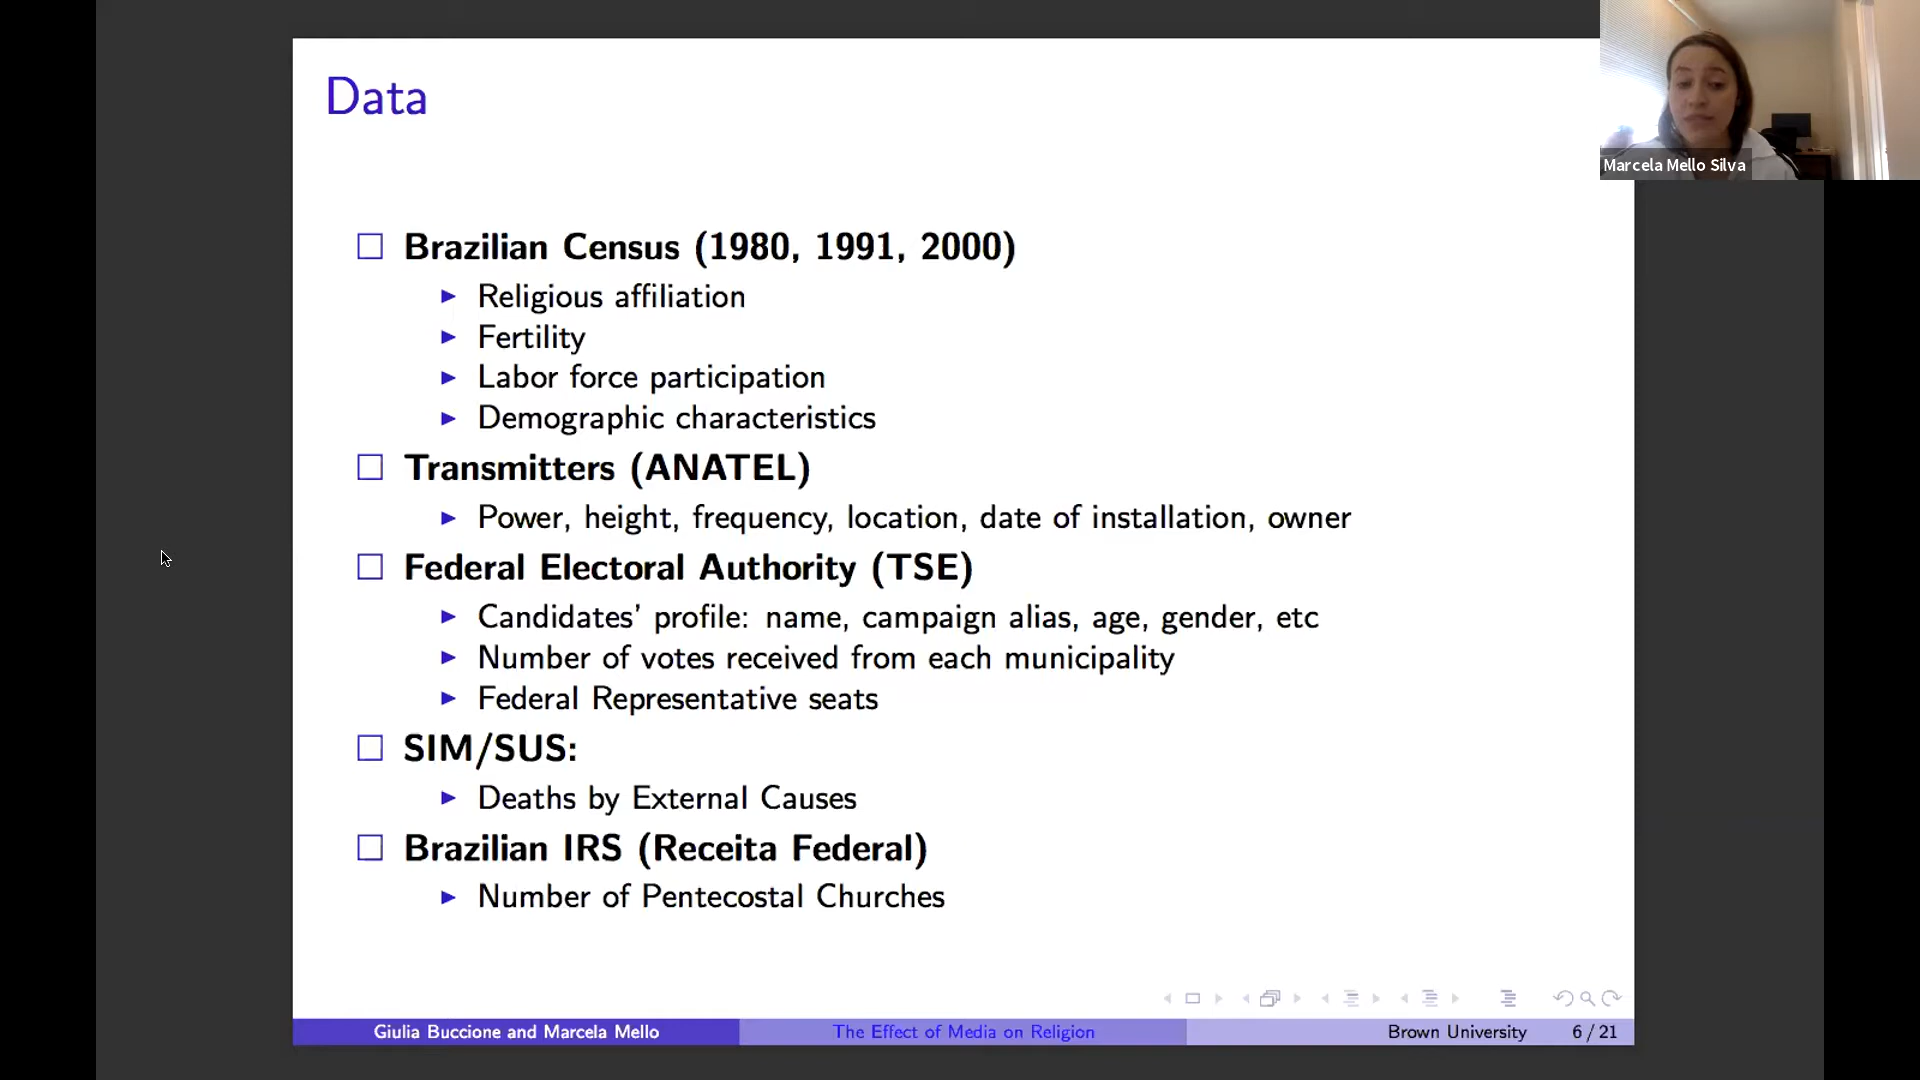 Data
Marcela Mello Silva
Brazilian Census (1980, 1991, 2000)
Religious affiliation
Fertility
Labor force participation
Demographic characteristics
Transmitters (ANATEL)
Power, height, frequency, location, date of installation, owner
Federal Electoral Authority (TSE)
Candidates' profile: name, campaign alias, age, gender, etc
Number of votes received from each municipality
Federal Representative seats
SIM/SUS:
Deaths by External Causes
Brazilian IRS (Receita Federal)
Number of Pentecostal Churches
Giulia Buccione and Marcela Mello
The Effect of Media on Religion
Brown University
6 / 21